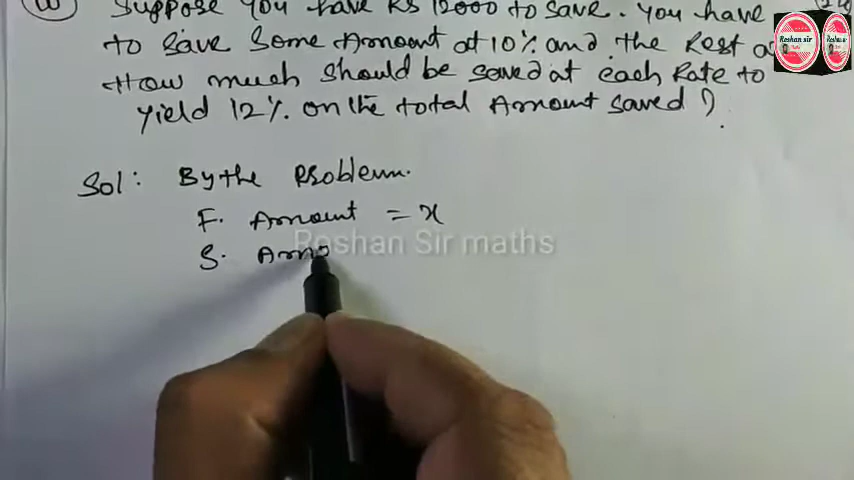 Suppose you have Rs 12000 to save. You have
to save some Amount at 10% and the Rest
How much should be saved at each Rate to
yield 12% on the total Amount saved ?
Sol: By the Problem.
F. Amount = x
S. Amo
Roshan Sir maths
Reshan sir